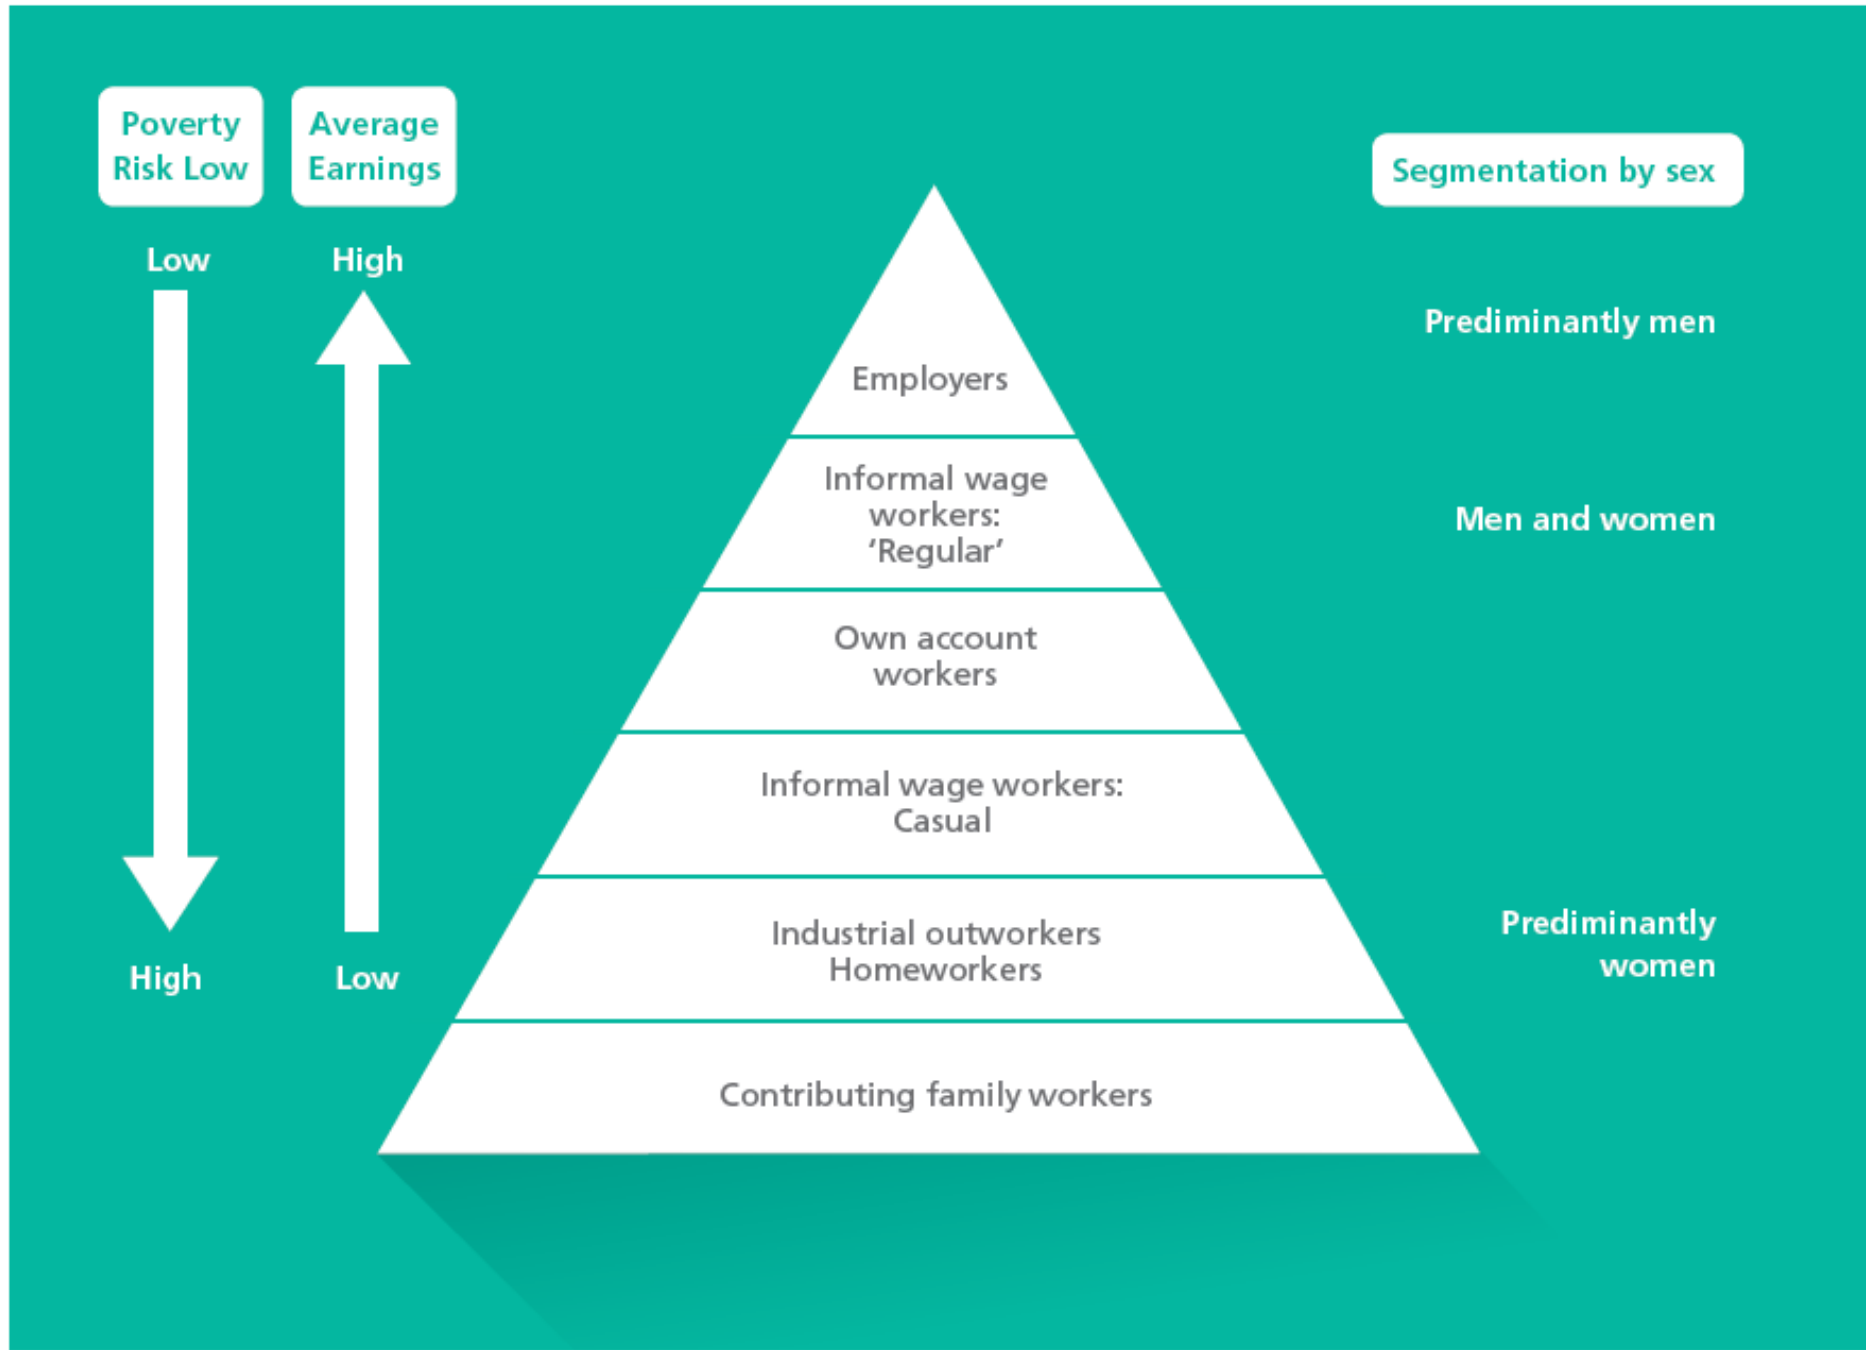 Poverty
Risk Low
Average
Earnings
Segmentation by sex
Low
High
Prediminantly men
Employers
Informal wage
workers:
‘Regular’
Men and women
Own account
workers
Informal wage workers:
Casual
Industrial outworkers
Homeworkers
Prediminantly
women
High
Low
Contributing family workers